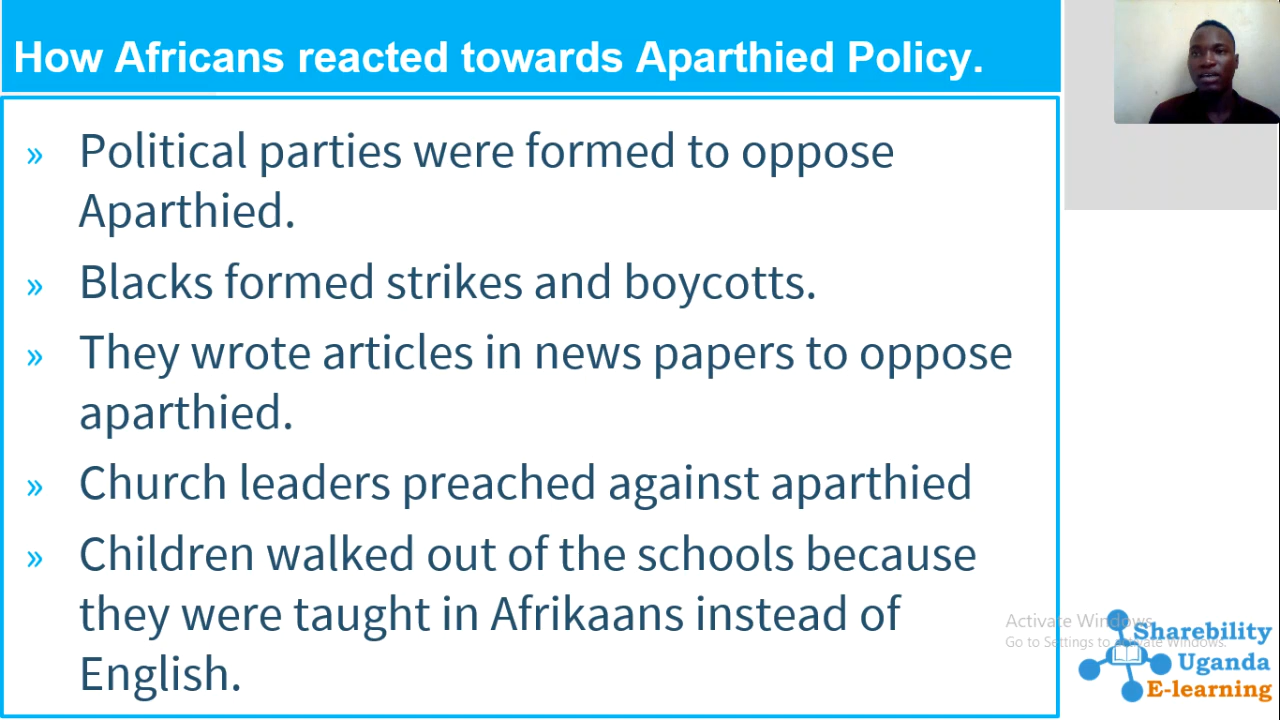 How Africans reacted towards Aparthied Policy.
» Political parties were formed to oppose
Aparthied.
» Blacks formed strikes and boycotts.
» They wrote articles in news papers to oppose
aparthied.
» Church leaders preached against aparthied
» Children walked out of the schools because
they were taught in Afrikaans instead of
English.
Activate Windows
Go to Settings to Activate Windows.
Sharebility
Uganda
E-learning